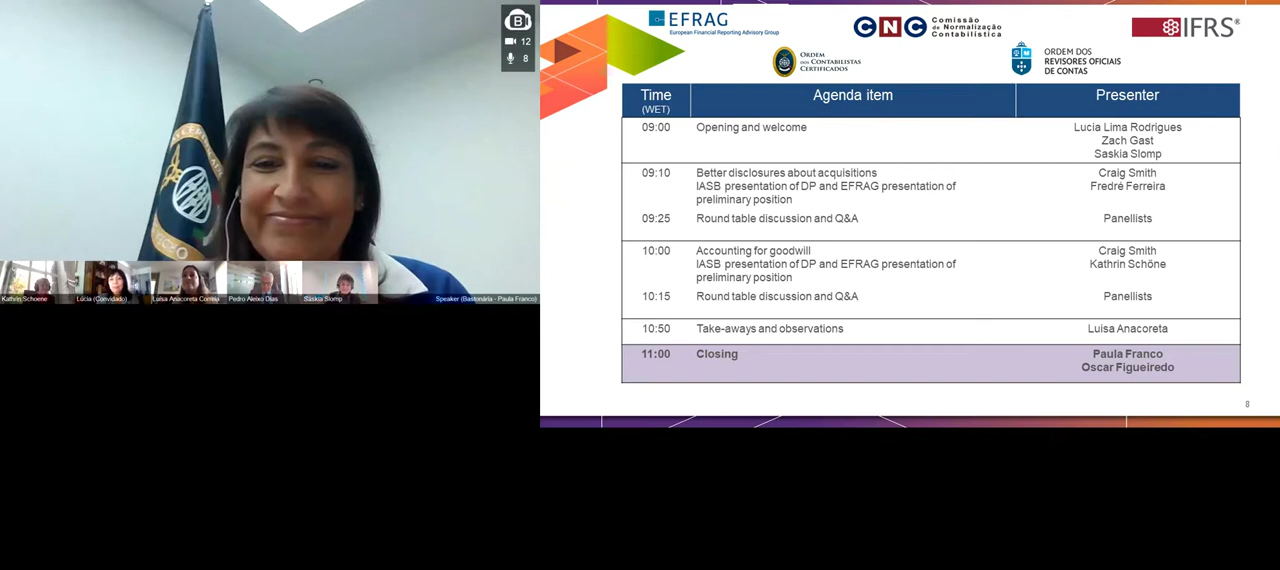 B
12
8
Kathrin Schoene
Lúcia (Convidado)
Luisa Anacoreta Correia
Pedro Aleixo Dias
Saskia Slomp
Speaker (Bastonária - Paula Franco)
EFRAG
European Financial Reporting Advisory Group
CNC Comissão de Normalização Contabilística
IFRS®
ORDEM DOS CONTABILISTAS CERTIFICADOS
ORDEM DOS
REVISORES OFICIAIS
DE CONTAS
Time (WET) Agenda item Presenter
09:00 Opening and welcome Lucia Lima Rodrigues
Zach Gast
Saskia Slomp
09:10 Better disclosures about acquisitions Craig Smith
IASB presentation of DP and EFRAG presentation of Fredré Ferreira
preliminary position
09:25 Round table discussion and Q&A Panellists
10:00 Accounting for goodwill Craig Smith
IASB presentation of DP and EFRAG presentation of Kathrin Schöne
preliminary position
10:15 Round table discussion and Q&A Panellists
10:50 Take-aways and observations Luisa Anacoreta
11:00 Closing Paula Franco
Oscar Figueiredo
8